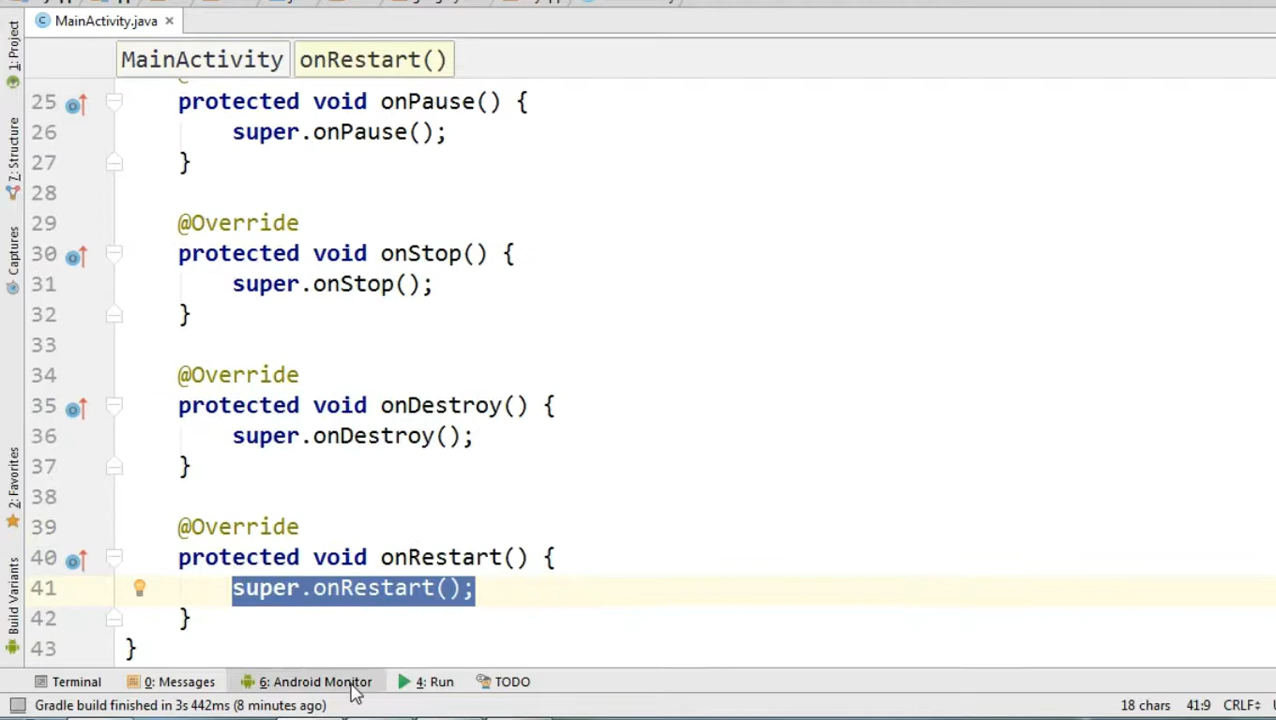 MainActivity.java
MainActivity onRestart()
1: Project
7: Structure
Captures
2: Favorites
Build Variants
25 protected void onPause() {
26 super.onPause();
27 }
28
29 @Override
30 protected void onStop() {
31 super.onStop();
32 }
33
34 @Override
35 protected void onDestroy() {
36 super.onDestroy();
37 }
38
39 @Override
40 protected void onRestart() {
41 super.onRestart();
42 }
43 }
Terminal 0: Messages 6: Android Monitor 4: Run TODO
Gradle build finished in 3s 442ms (8 minutes ago) 18 chars 41:9 CRLF